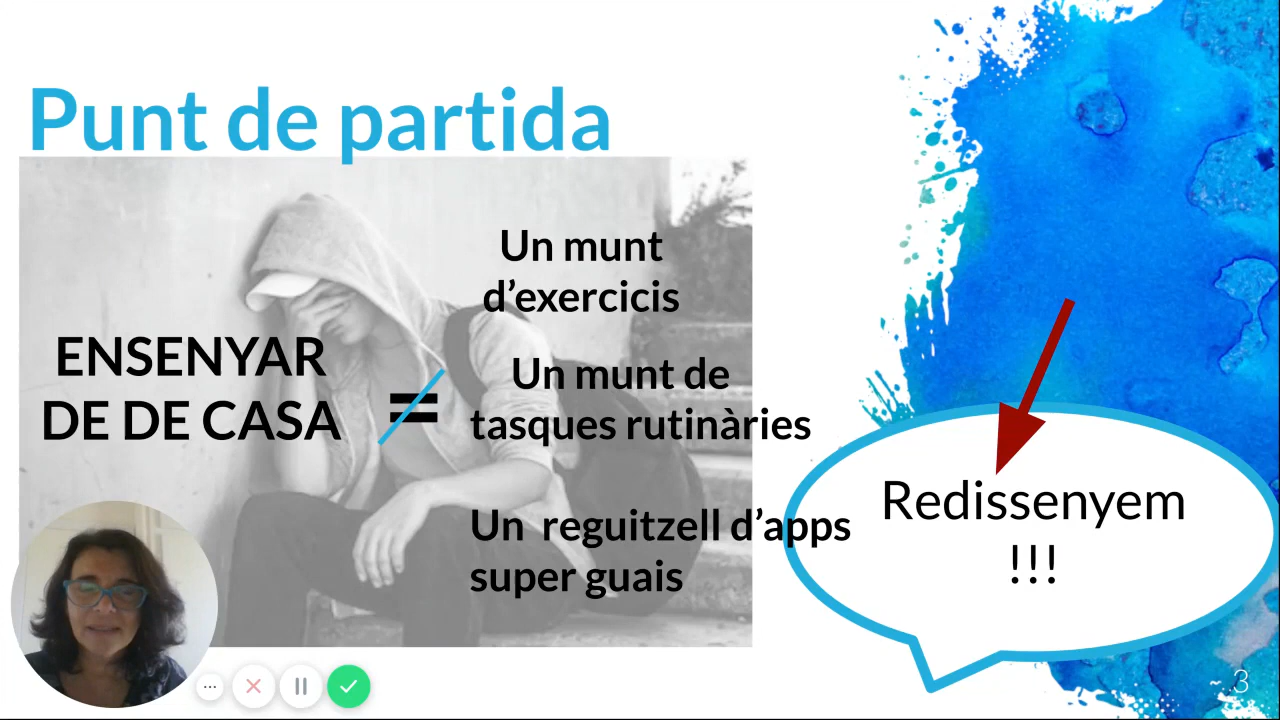 Punt de partida
ENSENYAR
DE DE CASA
=
Un munt
d’exercicis
Un munt de
tasques rutinàries
Un reguitzell d’apps
super guais
Redissenyem
!!!
3